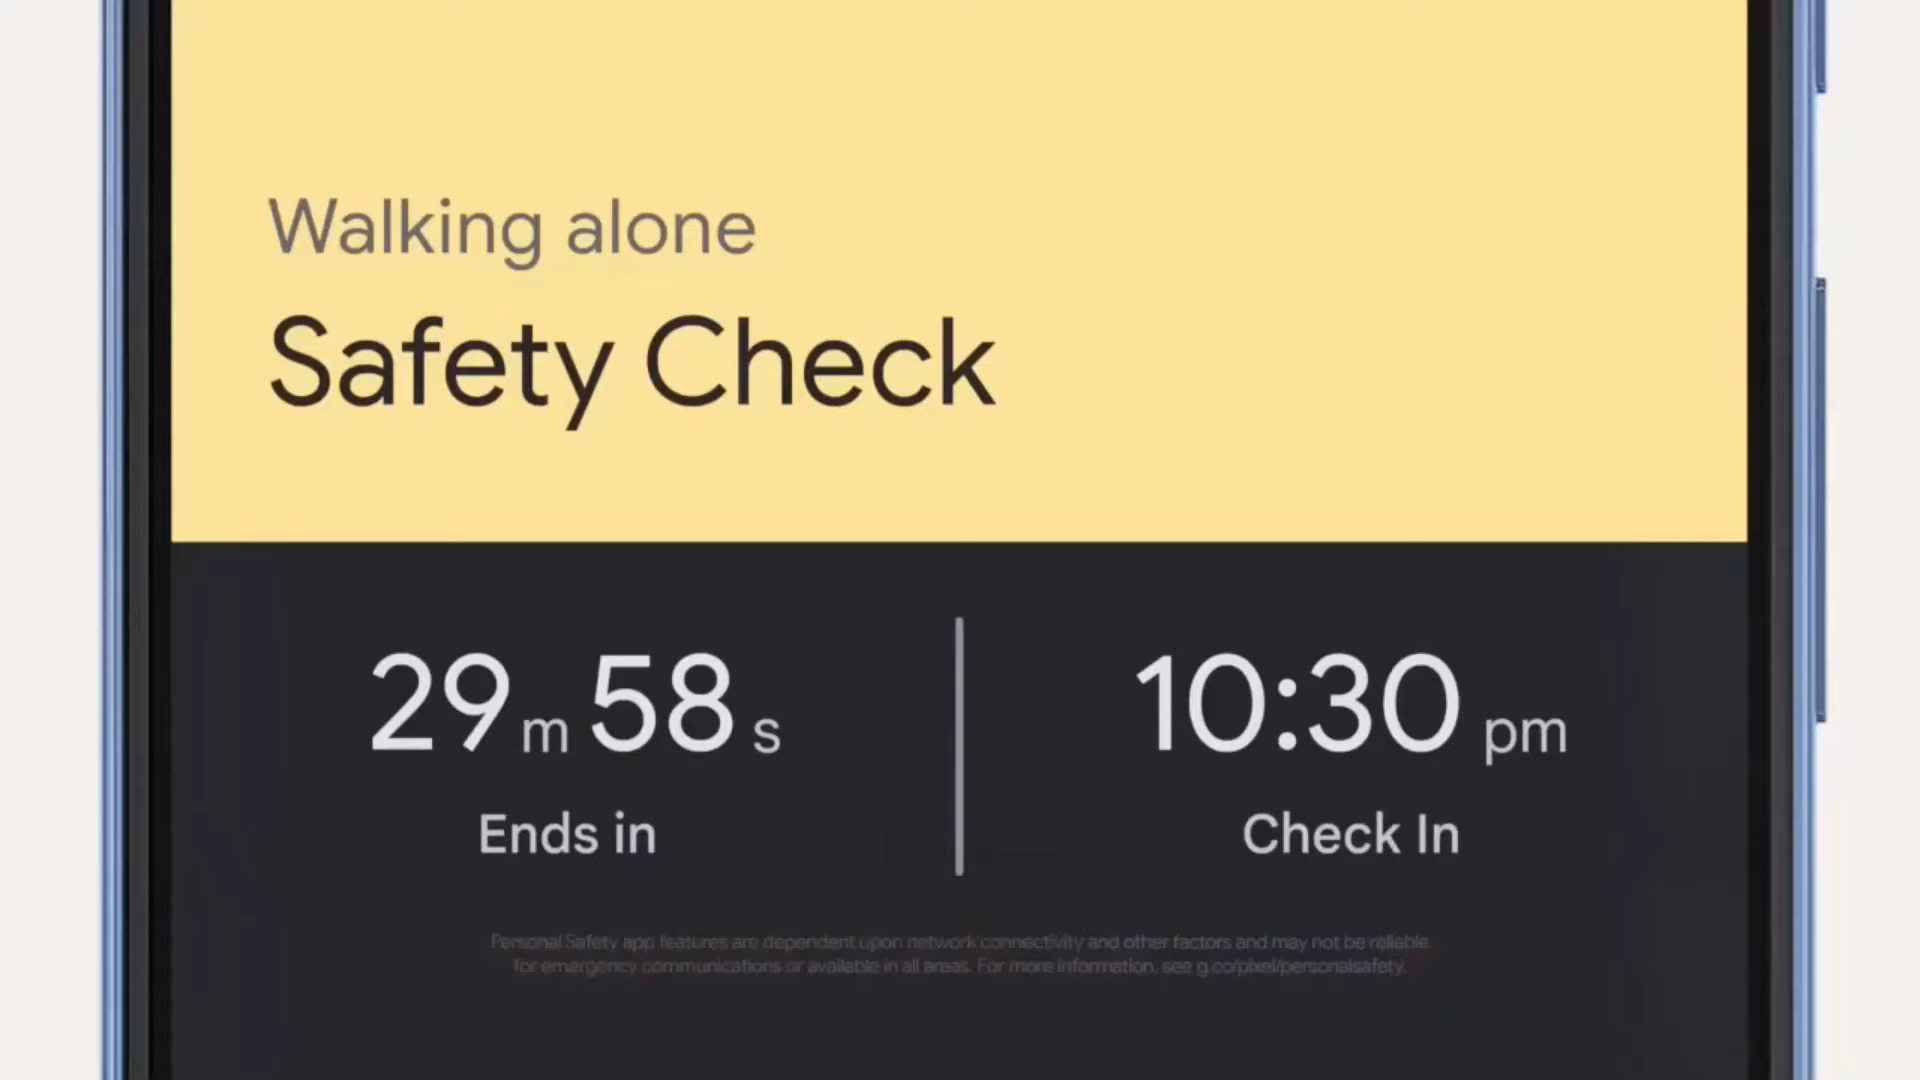 Walking alone
Safety Check
29 m 58 s
Ends in
10:30 pm
Check In
Personal Safety app features are dependent upon network connectivity and other factors and may not be reliable
for emergency communications or available in all areas. For more information, see g.co/pixel/personalsafety.